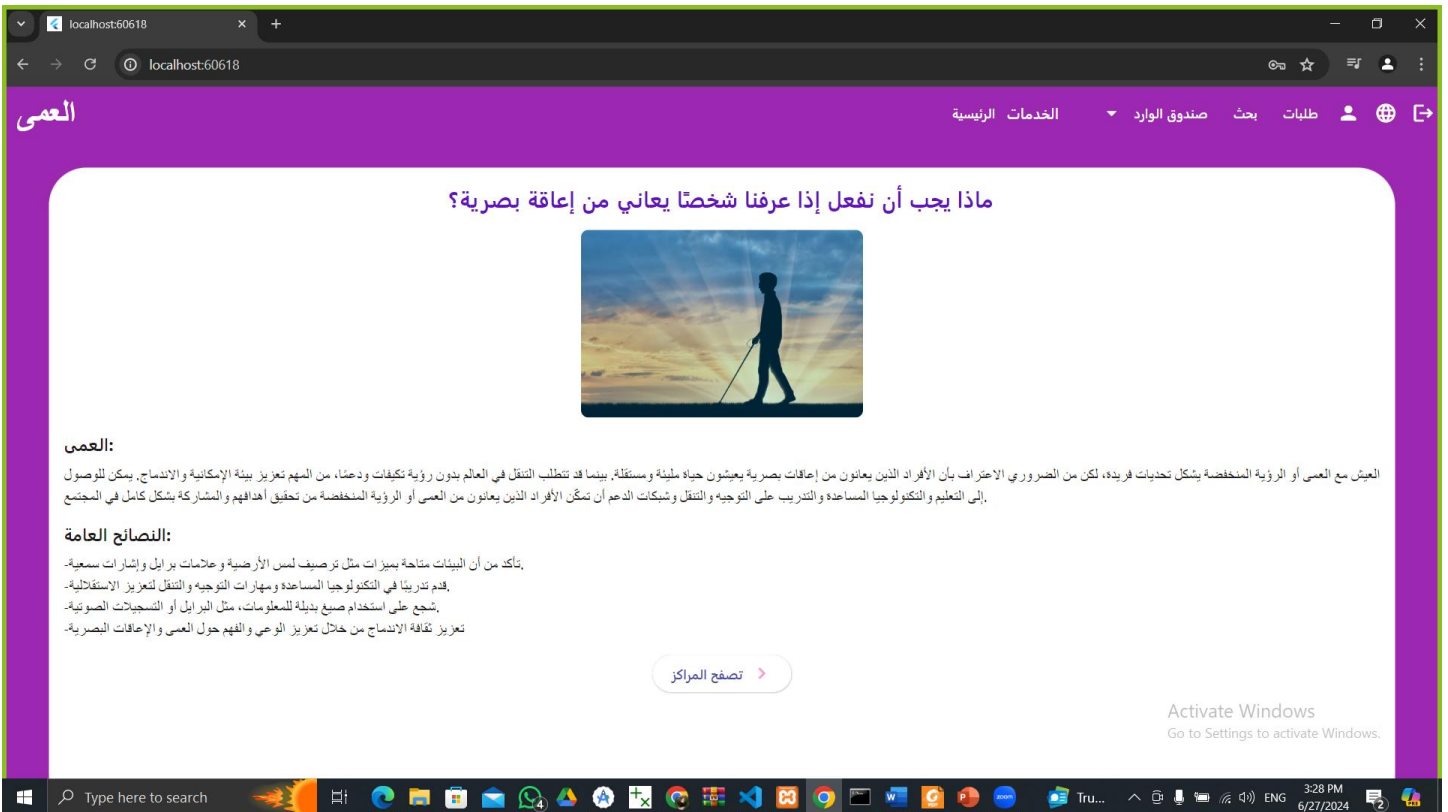 localhost:60618
localhost:60618
العمى
الرئيسية الخدمات صندوق الوارد بحث طلبات
ماذا يجب أن نفعل إذا عرفنا شخصًا يعاني من إعاقة بصرية؟
العمى:
العيش مع العمى أو الرؤية المنخفضة يشكل تحديات فريدة، لكن من الضروري الاعتراف بأن الأفراد الذين يعانون من إعاقات بصرية يعيشون حياة مليئة ومستقلة. بينما قد تتطلب التنقل في العالم بدون رؤية تكيفات ودعمًا، من المهم تعزيز بيئة الإمكانية والاندماج. يمكن للوصول
إلى التعليم والتكنولوجيا المساعدة والتدريب على التوجيه والتنقل وشبكات الدعم أن تمكّن الأفراد الذين يعانون من العمى أو الرؤية المنخفضة من تحقيق أهدافهم والمشاركة بشكل كامل في المجتمع.
النصائح العامة:
-تأكد من أن البيئات متاحة بميزات مثل ترصيف لمس الأرضية وعلامات برايل وإشارات سمعية.
-قدم تدريبًا في التكنولوجيا المساعدة ومهارات التوجيه والتنقل لتعزيز الاستقلالية.
-شجع على استخدام صيغ بديلة للمعلومات، مثل البرايل أو التسجيلات الصوتية.
-تعزيز ثقافة الاندماج من خلال تعزيز الوعي والفهم حول العمى والإعاقات البصرية
تصفح المراكز
Activate Windows
Go to Settings to activate Windows.
Type here to search
Tru...
ENG
3:28 PM
6/27/2024